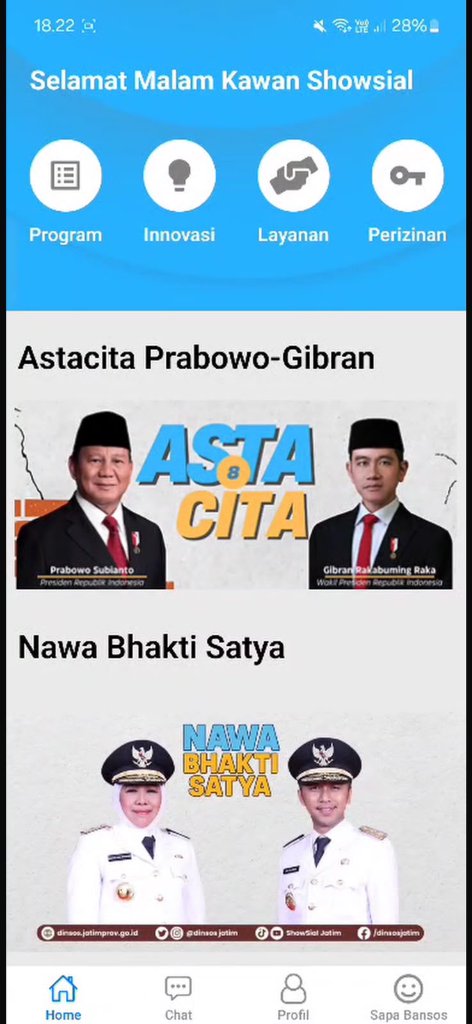 18.22
Vo))
LTE
28%
Selamat Malam Kawan Showsial
Program
Innovasi
Layanan
Perizinan
Astacita Prabowo-Gibran
ASTA
8
CITA
Prabowo Subianto
Presiden Republik Indonesia
Gibran Rakabuming Raka
Wakil Presiden Republik Indonesia
Nawa Bhakti Satya
NAWA
BHAKTI
SATYA
dinsos.jatimprov.go.id
@dinsosjatim
ShowSial Jatim
/dinsosjatim
Home
Chat
Profil
Sapa Bansos